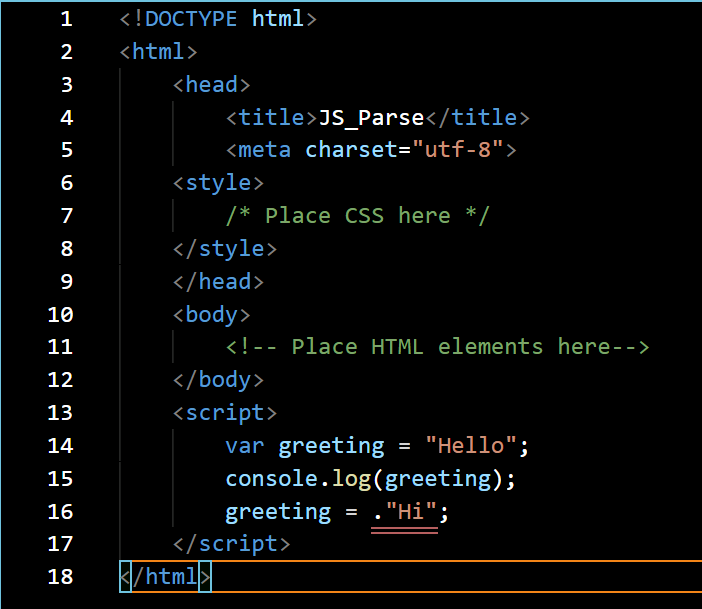 1 <!DOCTYPE html>
2 <html>
3     <head>
4         <title>JS_Parse</title>
5         <meta charset="utf-8">
6     <style>
7         /* Place CSS here */
8     </style>
9     </head>
10     <body>
11         <!-- Place HTML elements here-->
12     </body>
13     <script>
14         var greeting = "Hello";
15         console.log(greeting);
16         greeting = ."Hi";
17     </script>
18 </html>